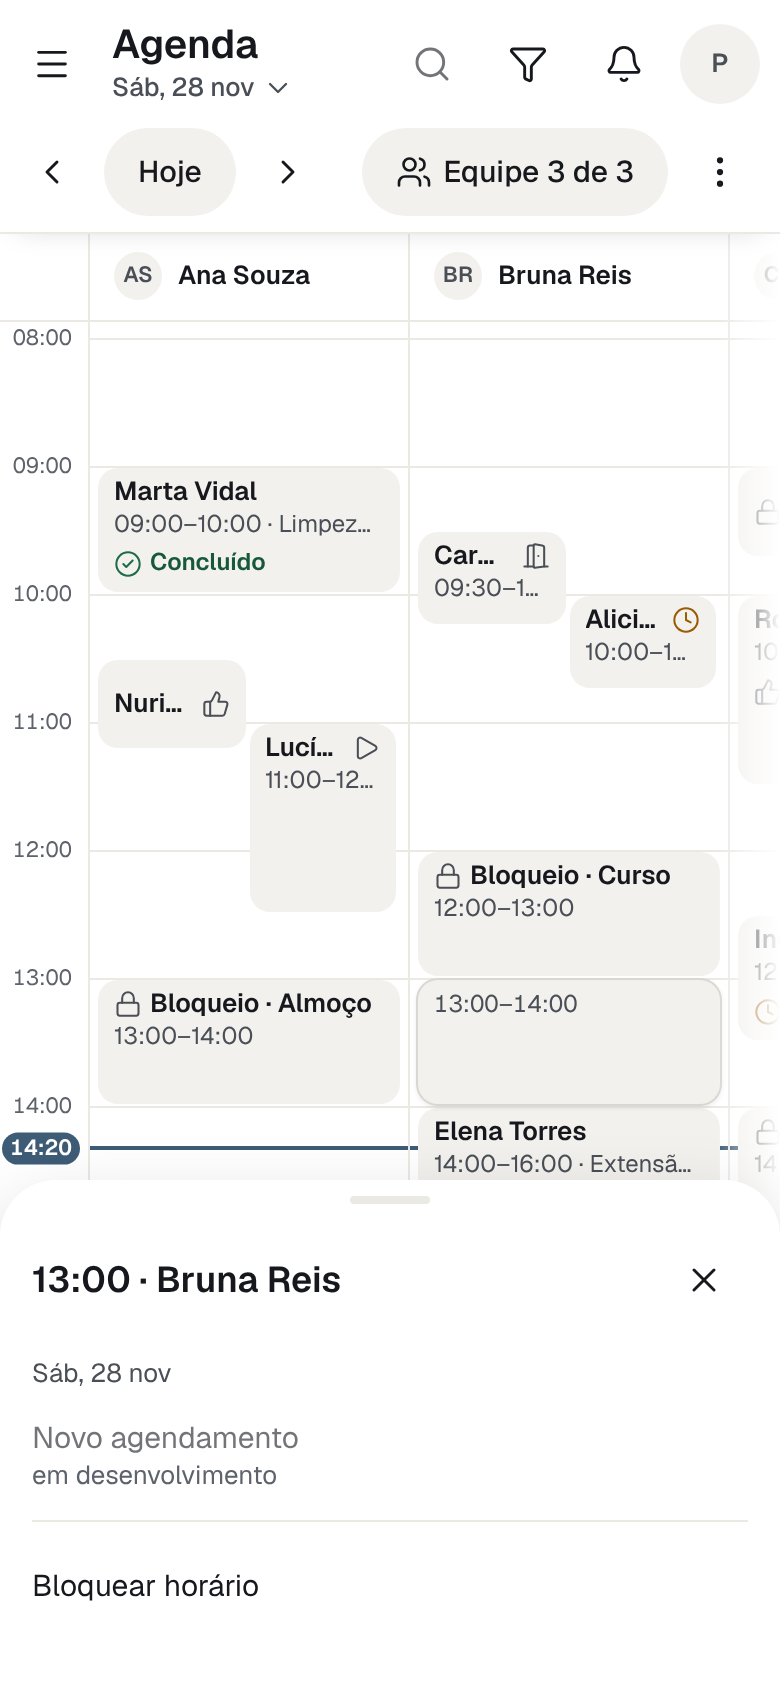 Agenda
Sáb, 28 nov
P
Hoje
Equipe 3 de 3
AS Ana Souza
BR Bruna Reis
08:00
09:00
Marta Vidal
09:00–10:00 · Limpez...
Concluído
Car...
09:30–1...
10:00
Alici...
10:00–1...
Nuri...
11:00
Lucí...
11:00–12...
12:00
Bloqueio · Curso
12:00–13:00
13:00
Bloqueio · Almoço
13:00–14:00
13:00–14:00
14:00
Elena Torres
14:00–16:00 · Extensã...
14:20
13:00 · Bruna Reis
Sáb, 28 nov
Novo agendamento
em desenvolvimento
Bloquear horário